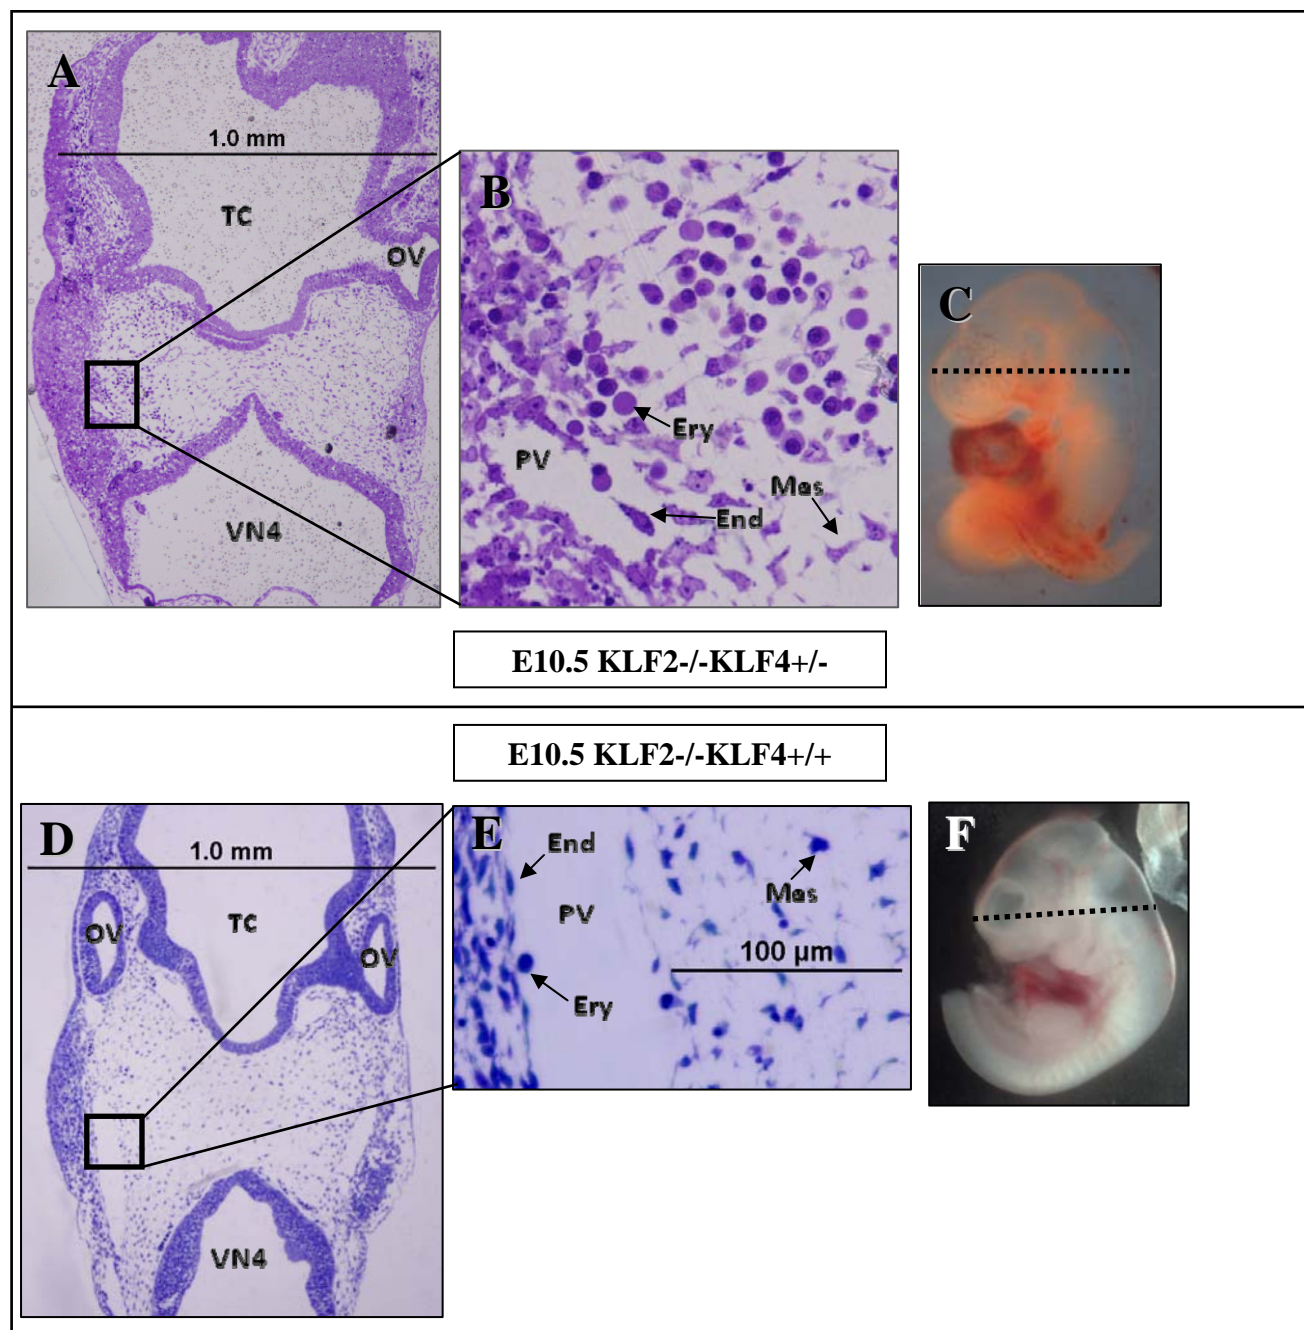 A
1.0 mm
TC
OV
VN4
B
Ery
PV
Mes
End
C
E10.5 KLF2-/-KLF4+/-
E10.5 KLF2-/-KLF4+/+
D
1.0 mm
OV
TC
OV
VN4
E
End
Mes
PV
100 µm
Ery
F